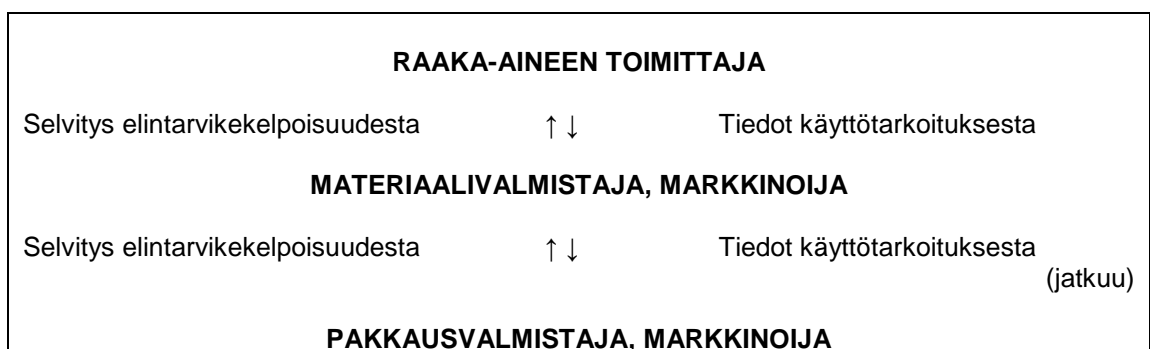 RAAKA-AINEEN TOIMITTAJA
Selvitys elintarvikekelpoisuudesta ↑↓ Tiedot käyttötarkoituksesta
MATERIAALIVALMISTAJA, MARKKINOIJA
Selvitys elintarvikekelpoisuudesta ↑↓ Tiedot käyttötarkoituksesta
(jatkuu)
PAKKAUSVALMISTAJA, MARKKINOIJA